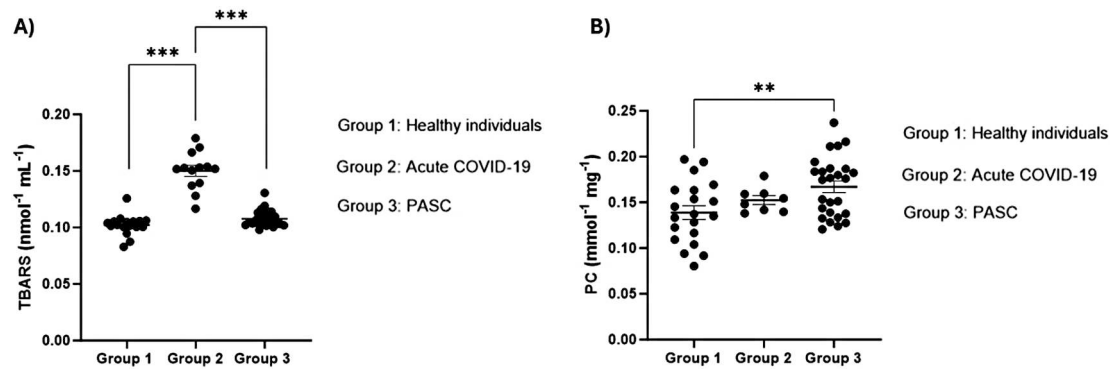 A)
***
***
TBARS (nmol⁻¹ mL⁻¹)
0.20
0.15
0.10
0.05
0.00
Group 1 Group 2 Group 3
Group 1: Healthy individuals
Group 2: Acute COVID-19
Group 3: PASC
B)
**
PC (mmol⁻¹ mg⁻¹)
0.25
0.20
0.15
0.10
0.05
0.00
Group 1 Group 2 Group 3
Group 1: Healthy individuals
Group 2: Acute COVID-19
Group 3: PASC